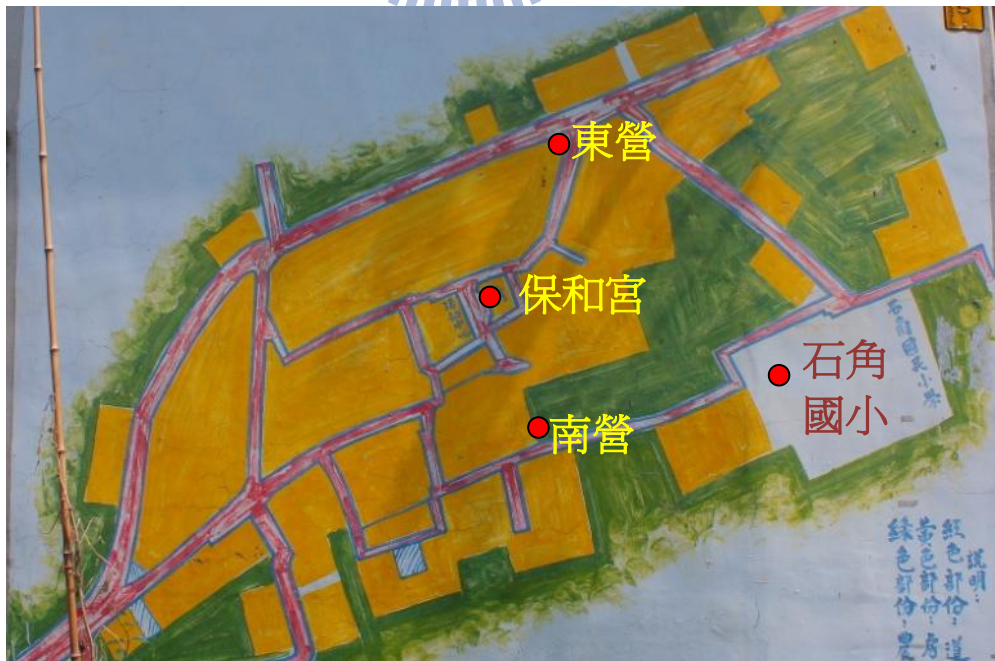 東營
保和宮
石角
國小
南營
石角國民小學
說明:
紅色部份:道
黃色部份:房
綠色部份:農